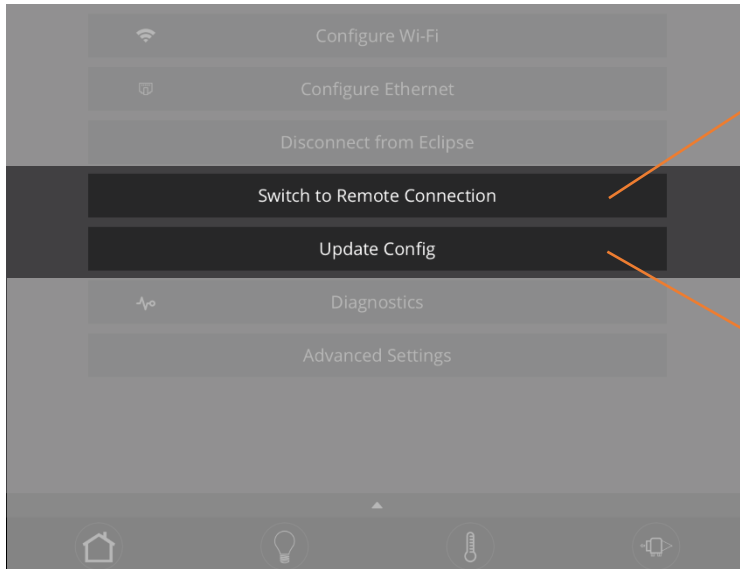 Configure Wi-Fi
Configure Ethernet
Disconnect from Eclipse
Switch to Remote Connection
Update Config
Diagnostics
Advanced Settings